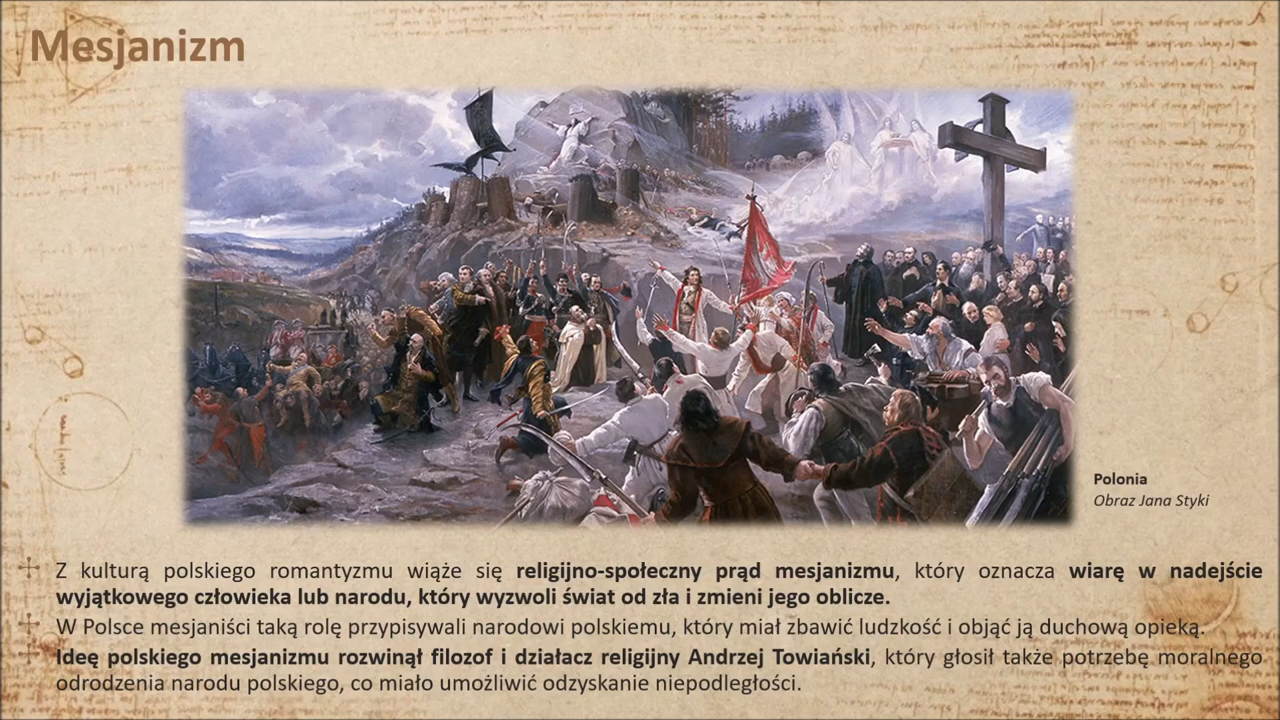 Mesjanizm
Polonia
Obraz Jana Styki
Z kulturą polskiego romantyzmu wiąże się religijno-społeczny prąd mesjanizmu, który oznacza wiarę w nadejście
wyjątkowego człowieka lub narodu, który wyzwoli świat od zła i zmieni jego oblicze.
W Polsce mesjaniści taką rolę przypisywali narodowi polskiemu, który miał zbawić ludzkość i objąć ją duchową opieką.
Ideę polskiego mesjanizmu rozwinął filozof i działacz religijny Andrzej Towiański, który głosił także potrzebę moralnego
odrodzenia narodu polskiego, co miało umożliwić odzyskanie niepodległości.